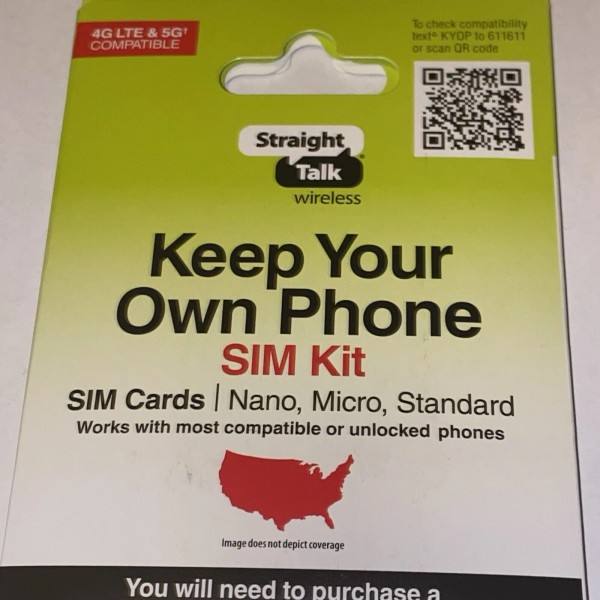 4G LTE & 5G†
COMPATIBLE
To check compatibility
text^ KYOP to 611611
or scan QR code
Straight
Talk®
wireless
Keep Your
Own Phone
SIM Kit
SIM Cards | Nano, Micro, Standard
Works with most compatible or unlocked phones
Image does not depict coverage
You will need to purchase a